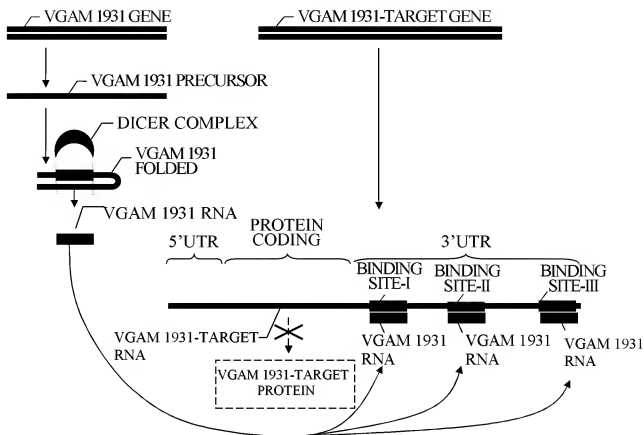 VGAM 1931 GENE
VGAM 1931-TARGET GENE
VGAM 1931 PRECURSOR
DICER COMPLEX
VGAM 1931
FOLDED
VGAM 1931 RNA
5'UTR
PROTEIN
CODING
3'UTR
BINDING
SITE-I
BINDING
SITE-II
BINDING
SITE-III
VGAM 1931-TARGET
RNA
VGAM 1931
RNA
VGAM 1931
RNA
VGAM 1931
RNA
VGAM 1931-TARGET
PROTEIN